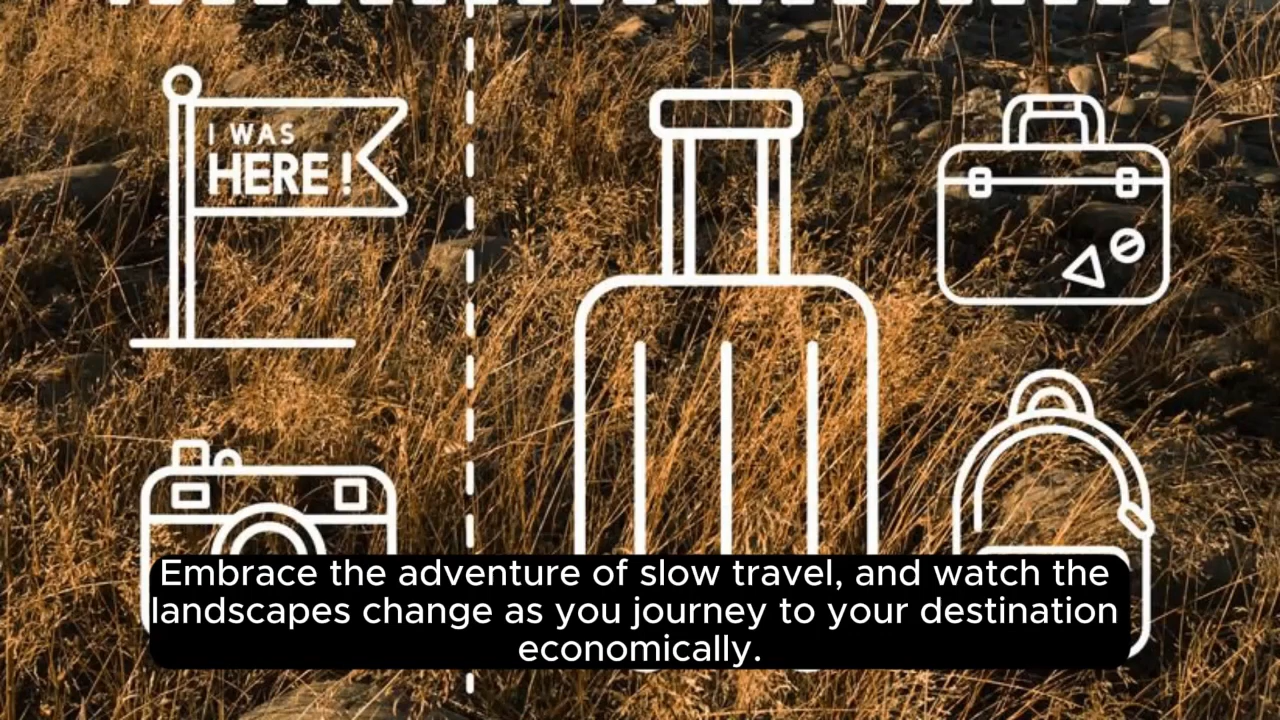 I WAS
HERE!
Embrace the adventure of slow travel, and watch the
landscapes change as you journey to your destination
economically.